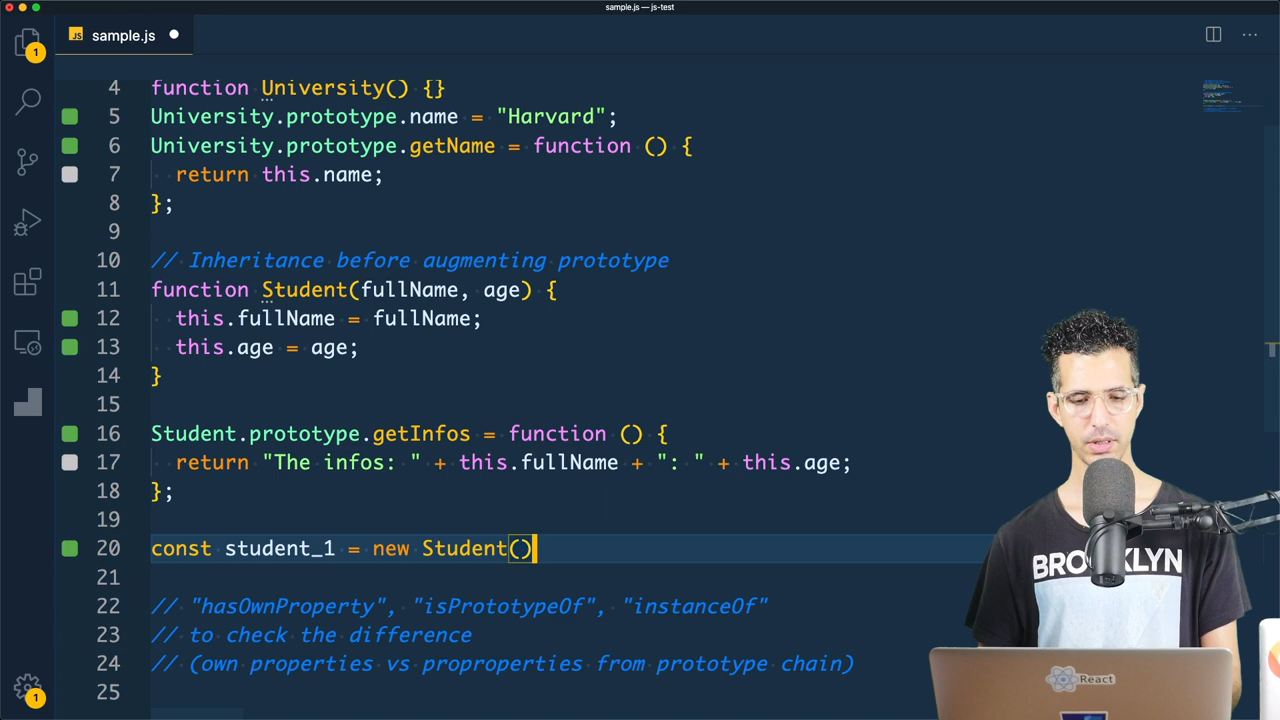 sample.js — js-test
1
JS sample.js
4 function University() {}
5 University.prototype.name = "Harvard";
6 University.prototype.getName = function () {
7 return this.name;
8 };
9
10 // Inheritance before augmenting prototype
11 function Student(fullName, age) {
12 this.fullName = fullName;
13 this.age = age;
14 }
15
16 Student.prototype.getInfos = function () {
17 return "The infos: " + this.fullName + ": " + this.age;
18 };
19
20 const student_1 = new Student()
21
22 // "hasOwnProperty", "isPrototypeOf", "instanceOf"
23 // to check the difference
24 // (own properties vs proproperties from prototype chain)
25
1
BROOKLYN
React